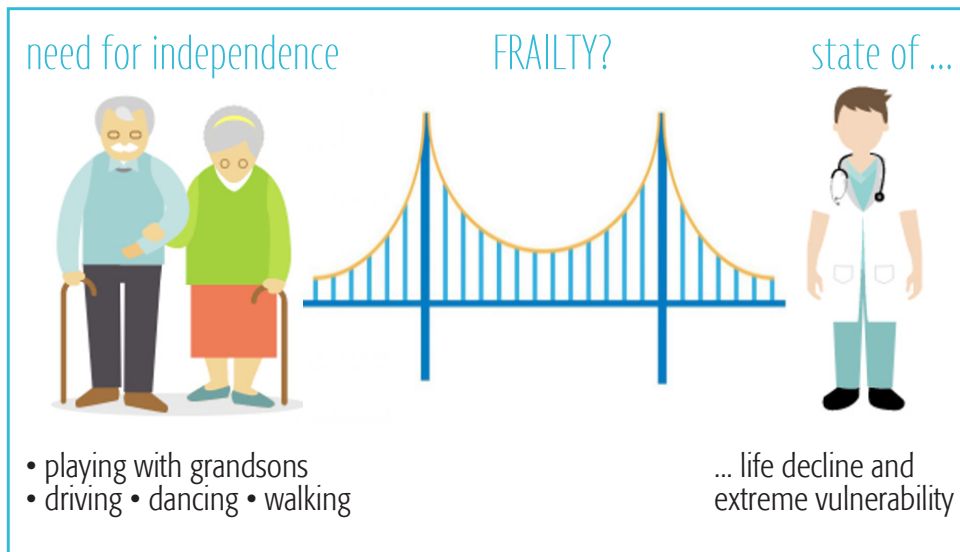 need for independence
FRAILTY?
state of ...
• playing with grandsons
• driving • dancing • walking
... life decline and
extreme vulnerability